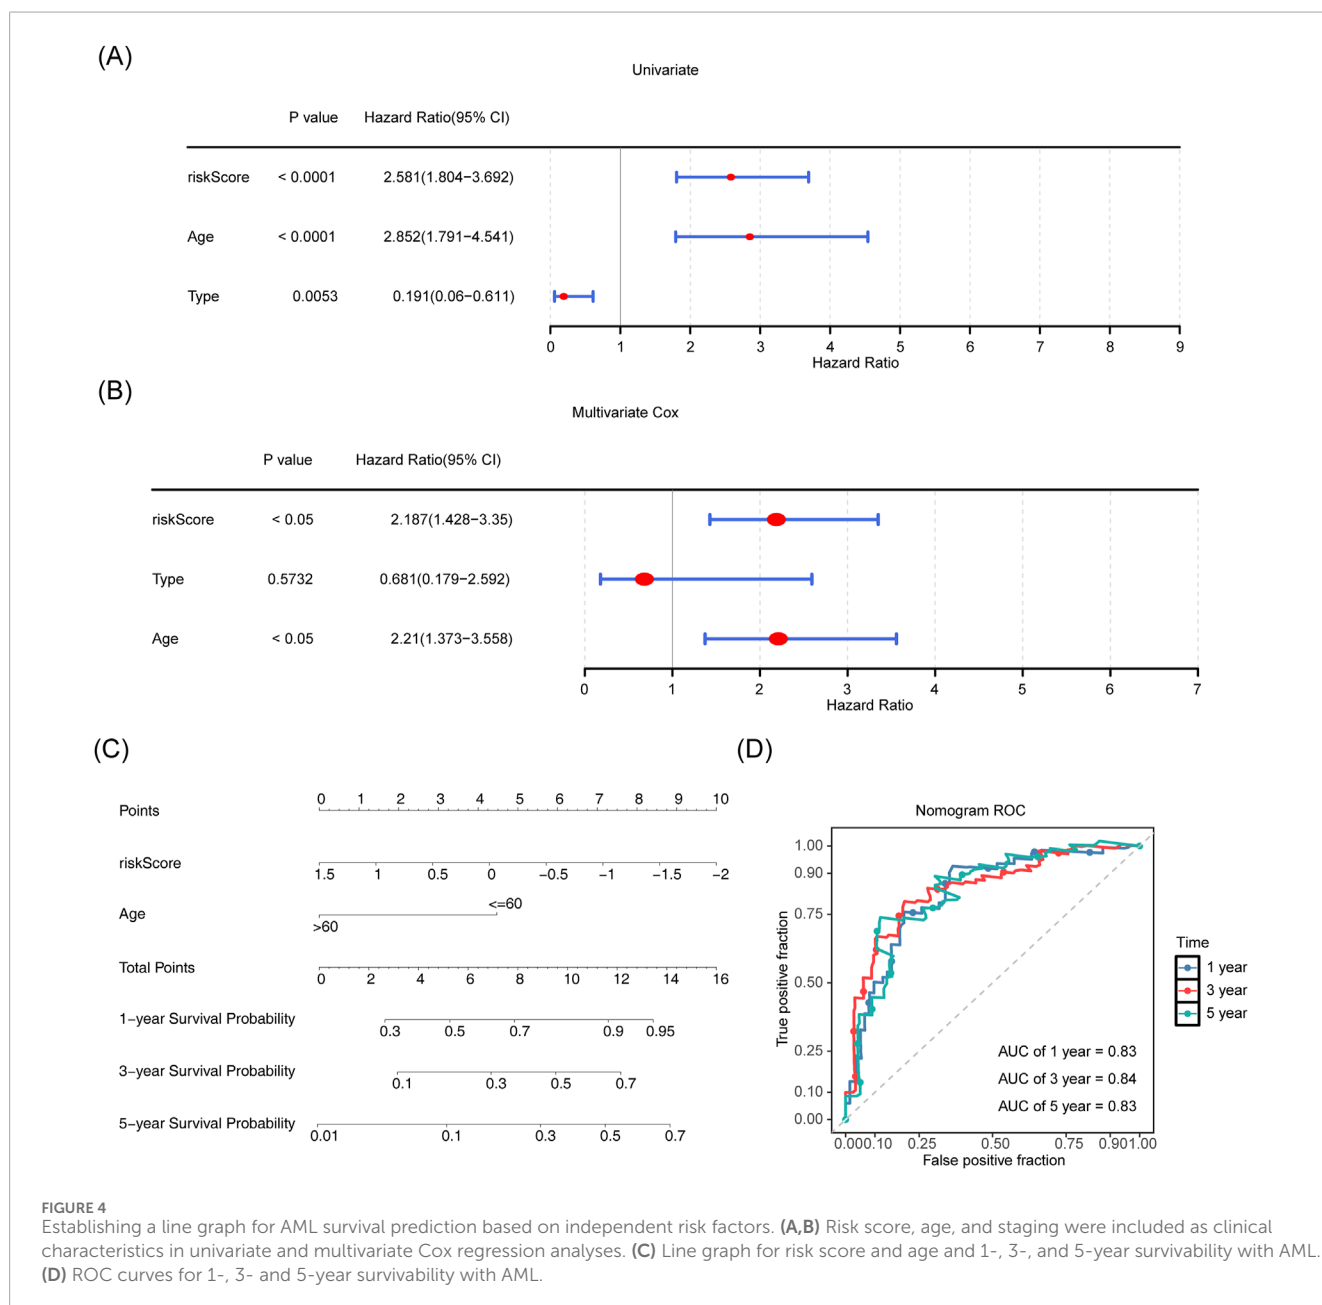 (A)
Univariate
P value Hazard Ratio(95% CI)
riskScore < 0.0001 2.581(1.804−3.692)
Age < 0.0001 2.852(1.791−4.541)
Type 0.0053 0.191(0.06−0.611)
0 1 2 3 4 5 6 7 8 9
Hazard Ratio
(B)
Multivariate Cox
P value Hazard Ratio(95% CI)
riskScore < 0.05 2.187(1.428−3.35)
Type 0.5732 0.681(0.179−2.592)
Age < 0.05 2.21(1.373−3.558)
0 1 2 3 4 5 6 7
Hazard Ratio
(C)
Points 0 1 2 3 4 5 6 7 8 9 10
riskScore 1.5 1 0.5 0 −0.5 −1 −1.5 −2
Age >60 <=60
Total Points 0 2 4 6 8 10 12 14 16
1−year Survival Probability 0.3 0.5 0.7 0.9 0.95
3−year Survival Probability 0.1 0.3 0.5 0.7
5−year Survival Probability 0.01 0.1 0.3 0.5 0.7
(D)
Nomogram ROC
True positive fraction
1.00
0.90
0.75
0.50
0.25
0.10
0.00
AUC of 1 year = 0.83
AUC of 3 year = 0.84
AUC of 5 year = 0.83
0.00 0.10 0.25 0.50 0.75 0.90 1.00
False positive fraction
Time
1 year
3 year
5 year
FIGURE 4
Establishing a line graph for AML survival prediction based on independent risk factors. (A,B) Risk score, age, and staging were included as clinical
characteristics in univariate and multivariate Cox regression analyses. (C) Line graph for risk score and age and 1-, 3-, and 5-year survivability with AML.
(D) ROC curves for 1-, 3- and 5-year survivability with AML.